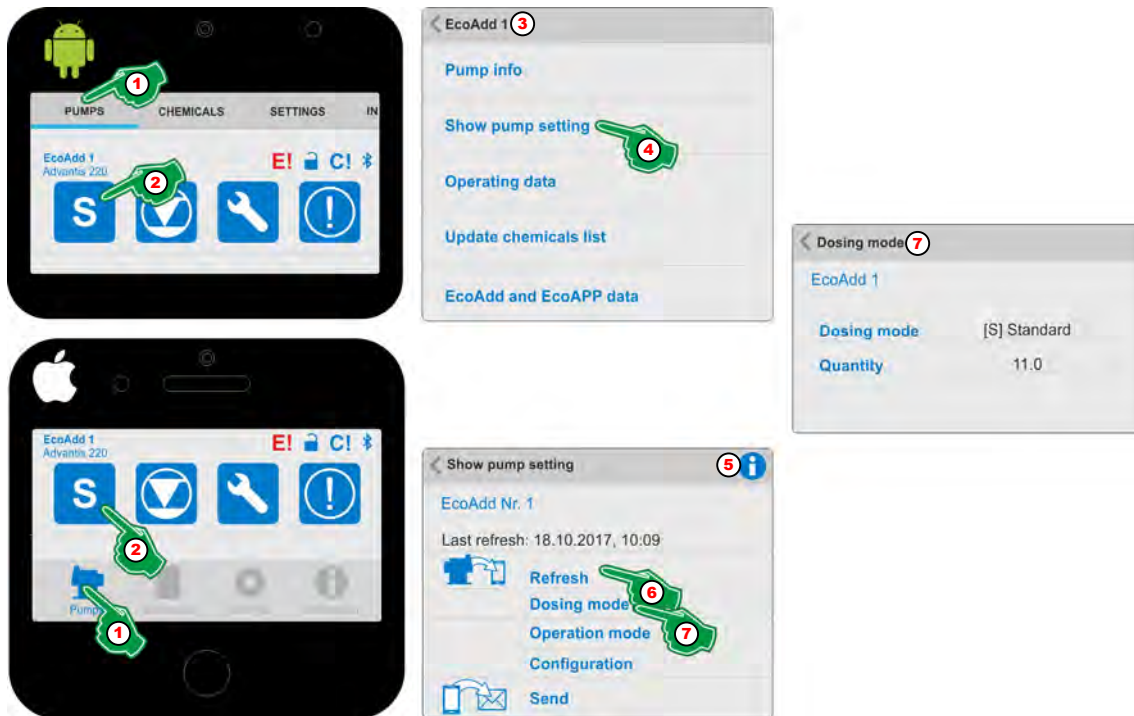 1
PUMPS CHEMICALS SETTINGS IN
EcoAdd 1 E! C!
Advantis 220
2
S !
EcoAdd 1 3
Pump info
Show pump setting
4
Operating data
Update chemicals list
EcoAdd and EcoAPP data
EcoAdd 1 E! C!
Advantis 220
S !
2
Pumps
1
Show pump setting 5 i
EcoAdd Nr. 1
Last refresh: 18.10.2017, 10:09
Refresh
6
Dosing mode
7
Operation mode
Configuration
Send
Dosing mode 7
EcoAdd 1
Dosing mode [S] Standard
Quantity 11.0